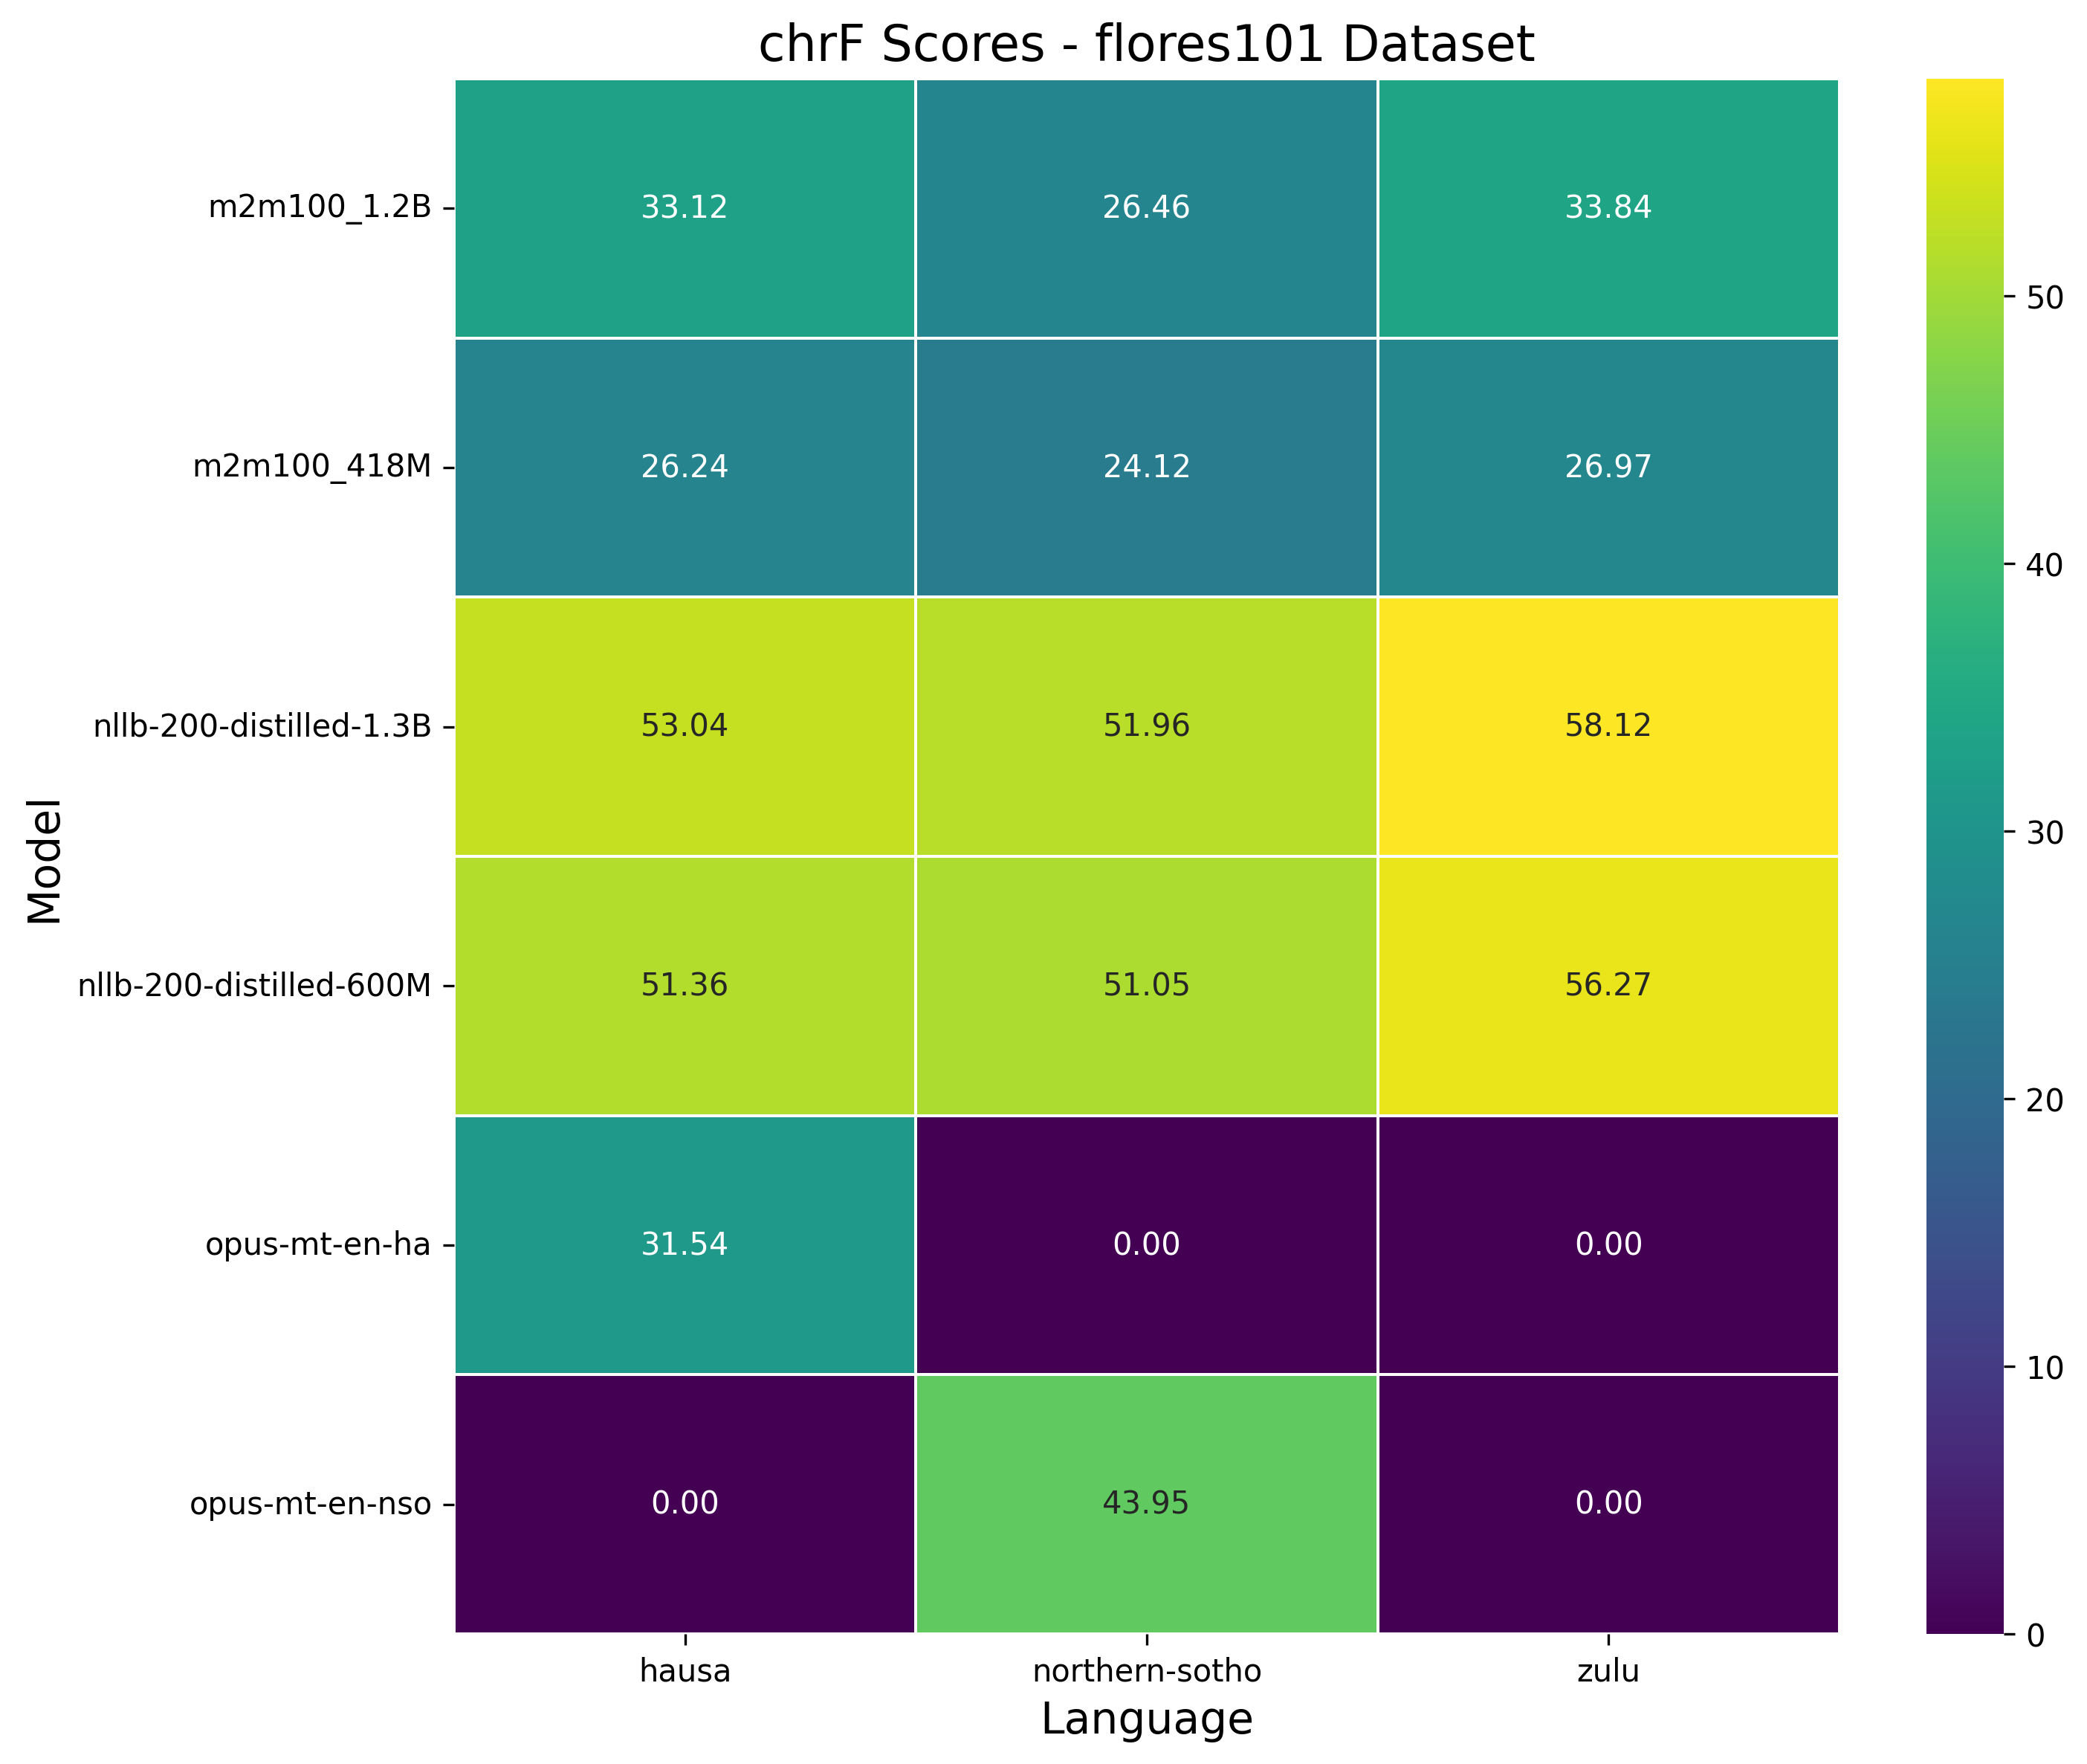 chrF Scores - flores101 Dataset
m2m100_1.2B 33.12 26.46 33.84
50
m2m100_418M 26.24 24.12 26.97
40
nllb-200-distilled-1.3B 53.04 51.96 58.12
30
Model
nllb-200-distilled-600M 51.36 51.05 56.27
20
opus-mt-en-ha 31.54 0.00 0.00
10
opus-mt-en-nso 0.00 43.95 0.00
0
hausa northern-sotho zulu
Language